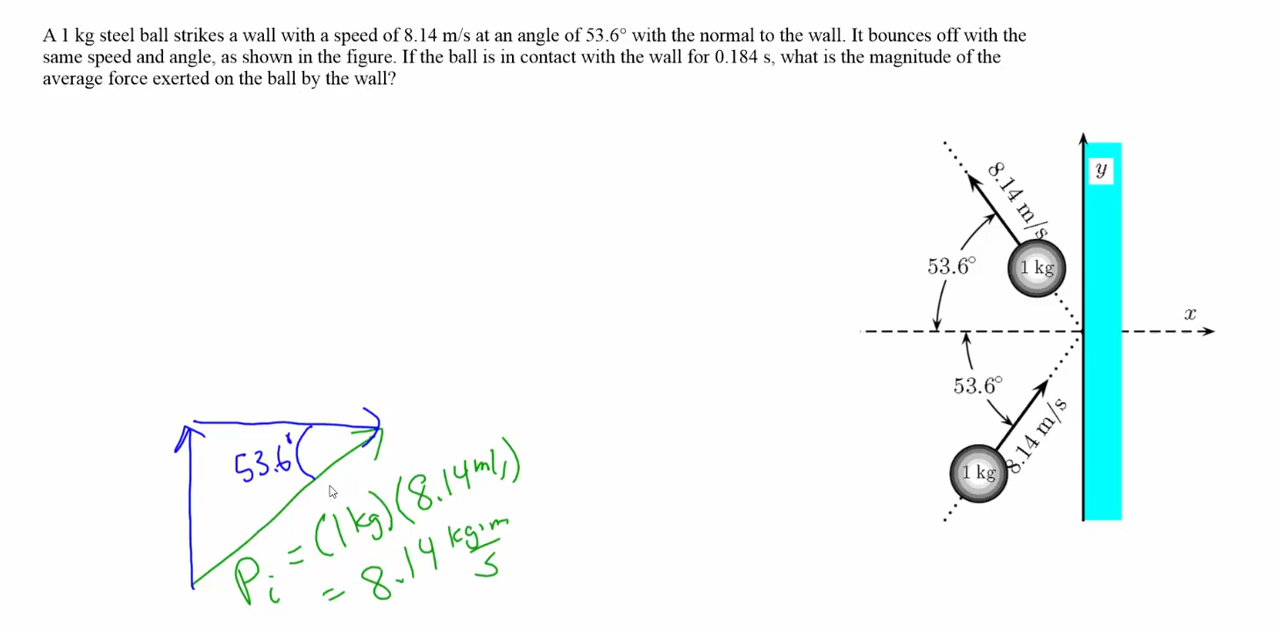 A 1 kg steel ball strikes a wall with a speed of 8.14 m/s at an angle of 53.6° with the normal to the wall. It bounces off with the
same speed and angle, as shown in the figure. If the ball is in contact with the wall for 0.184 s, what is the magnitude of the
average force exerted on the ball by the wall?
y
8.14 m/s
53.6°
1 kg
x
53.6°
8.14 m/s
1 kg
53.6°
Pi = (1kg)(8.14m/s)
= 8.14 kg·m/s